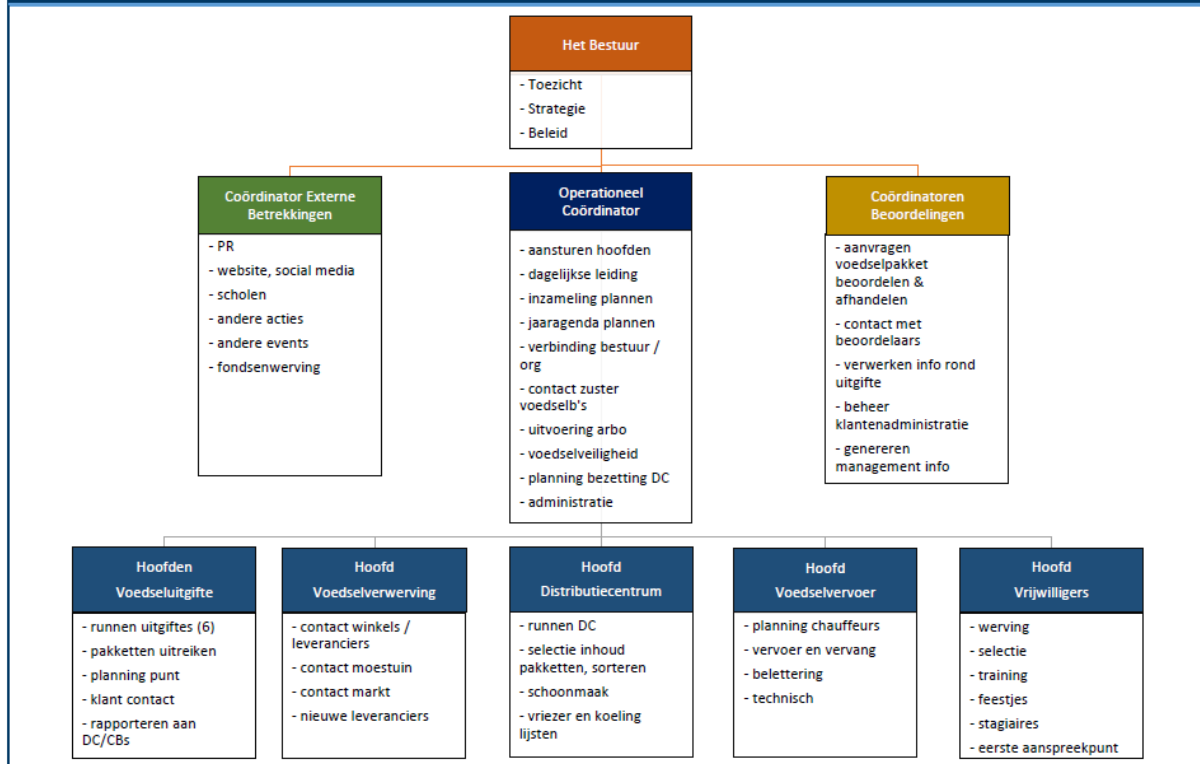 Het Bestuur
- Toezicht
- Strategie
- Beleid
Coördinator Externe
Betrekkingen
- PR
- website, social media
- scholen
- andere acties
- andere events
- fondsenwerving
Operationeel
Coördinator
- aansturen hoofden
- dagelijkse leiding
- inzameling plannen
- jaaragenda plannen
- verbinding bestuur /
org
- contact zuster
voedselb's
- uitvoering arbo
- voedselveiligheid
- planning bezetting DC
- administratie
Coördinatoren
Beoordelingen
- aanvragen
voedselpakket
beoordelen &
afhandelen
- contact met
beoordelaars
- verwerken info rond
uitgifte
- beheer
klantenadministratie
- genereren
management info
Hoofden
Voedseluitgifte
- runnen uitgiftes (6)
- pakketten uitreiken
- planning punt
- klant contact
- rapporteren aan
DC/CBs
Hoofd
Voedselverwerving
- contact winkels /
leveranciers
- contact moestuin
- contact markt
- nieuwe leveranciers
Hoofd
Distributiecentrum
- runnen DC
- selectie inhoud
pakketten, sorteren
- schoonmaak
- vriezer en koeling
lijsten
Hoofd
Voedselvervoer
- planning chauffeurs
- vervoer en vervang
- belettering
- technisch
Hoofd
Vrijwilligers
- werving
- selectie
- training
- feestjes
- stagiaires
- eerste aanspreekpunt